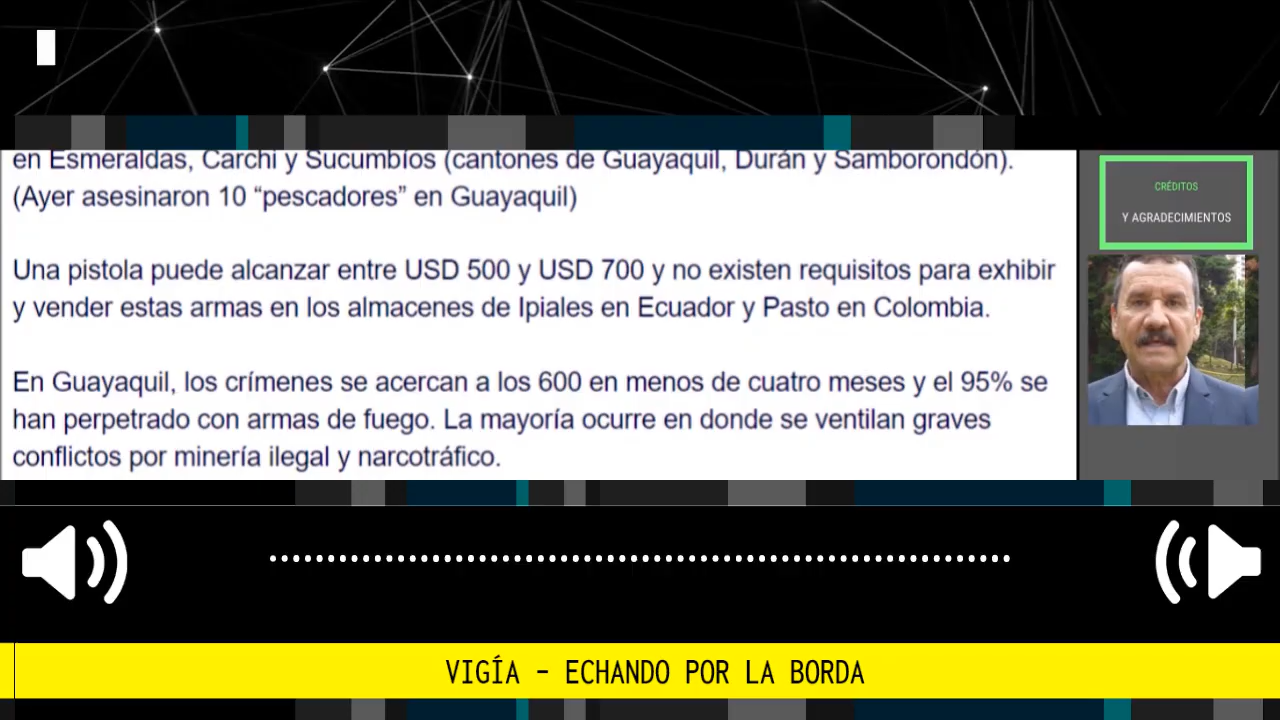 en Esmeraldas, Carchi y Sucumbíos (cantones de Guayaquil, Durán y Samborondón).
(Ayer asesinaron 10 “pescadores” en Guayaquil)
Una pistola puede alcanzar entre USD 500 y USD 700 y no existen requisitos para exhibir
y vender estas armas en los almacenes de Ipiales en Ecuador y Pasto en Colombia.
En Guayaquil, los crímenes se acercan a los 600 en menos de cuatro meses y el 95% se
han perpetrado con armas de fuego. La mayoría ocurre en donde se ventilan graves
conflictos por minería ilegal y narcotráfico.
CRÉDITOS
Y AGRADECIMIENTOS
VIGÍA - ECHANDO POR LA BORDA